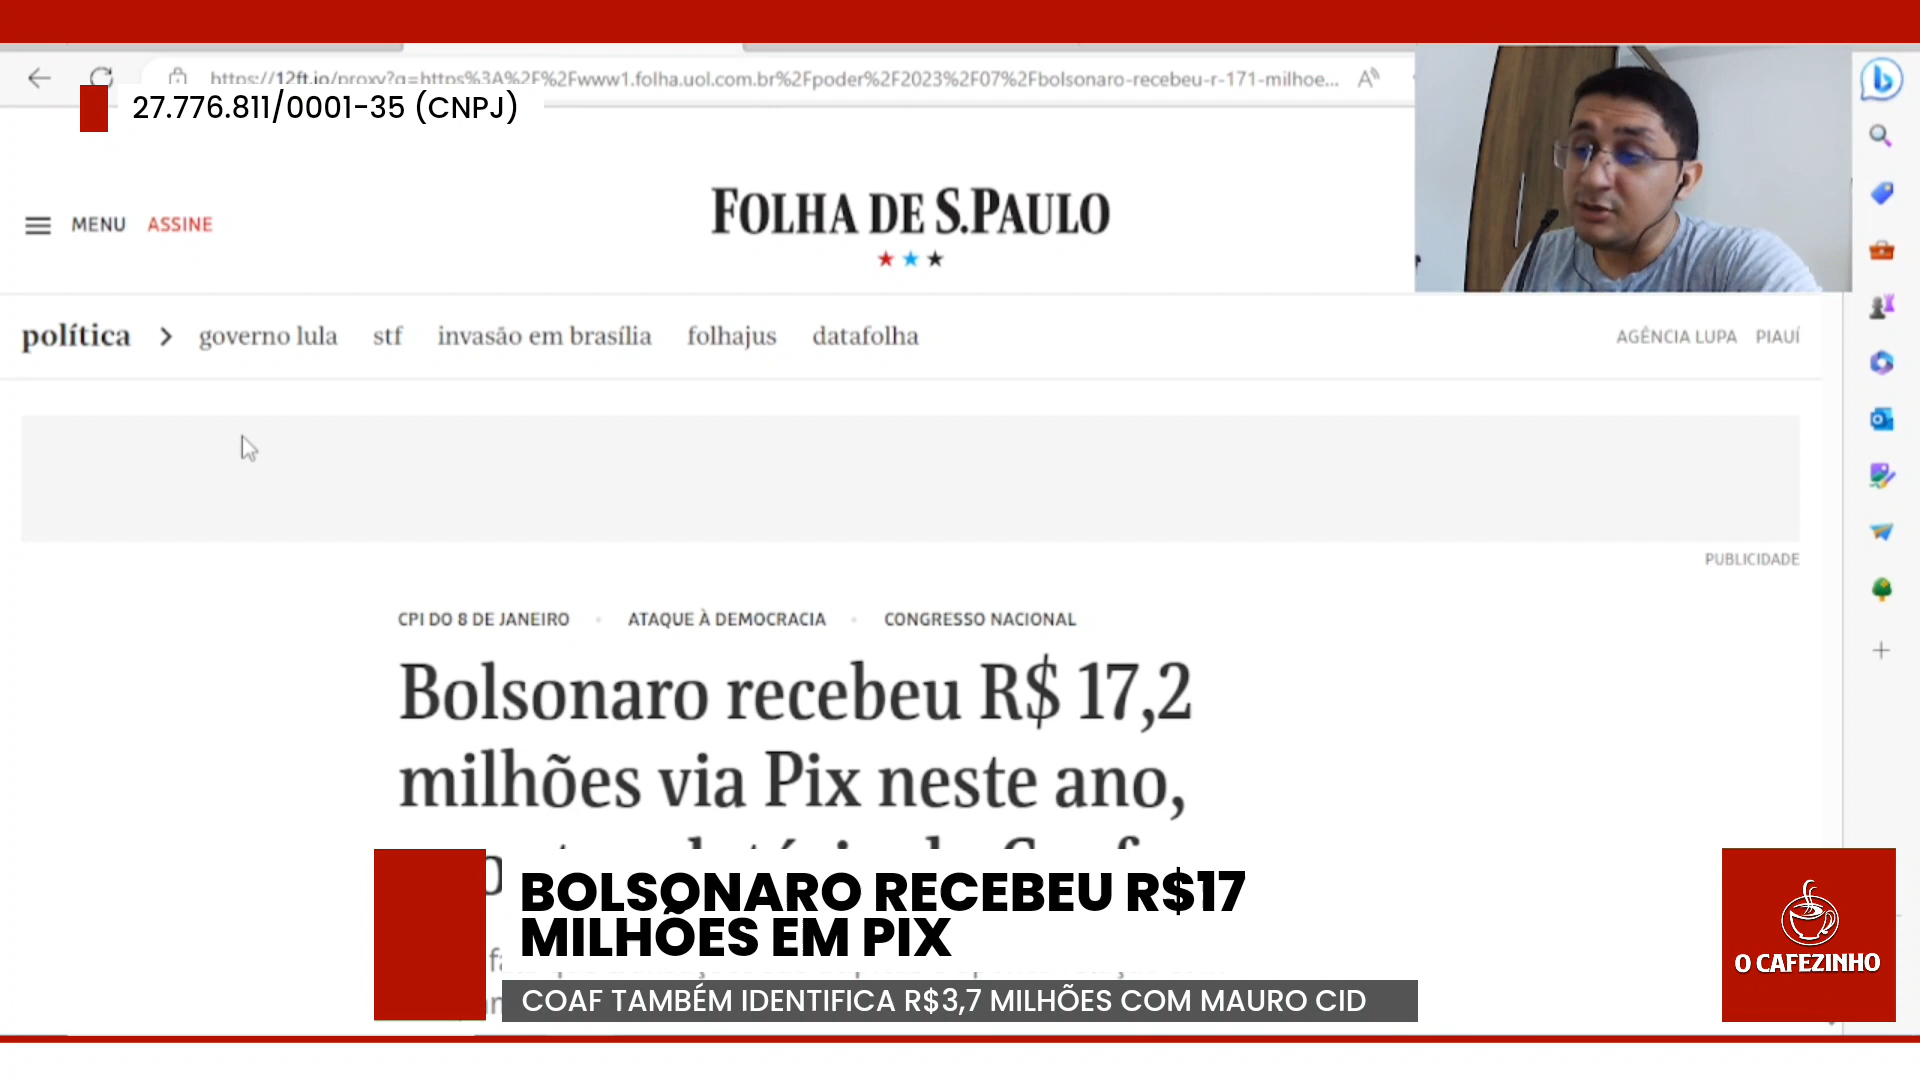 https://12ft.io/proxy?q=https%3A%2F%2Fwww1.folha.uol.com.br%2Fpoder%2F2023%2F07%2Fbolsonaro-recebeu-r-171-milhoe...
27.776.811/0001-35 (CNPJ)
MENU ASSINE
FOLHA DE S.PAULO
política > governo lula stf invasão em brasília folhajus datafolha
AGÊNCIA LUPA PIAUÍ
PUBLICIDADE
CPI DO 8 DE JANEIRO • ATAQUE À DEMOCRACIA • CONGRESSO NACIONAL
Bolsonaro recebeu R$ 17,2
milhões via Pix neste ano,
BOLSONARO RECEBEU R$17
MILHÕES EM PIX
COAF TAMBÉM IDENTIFICA R$3,7 MILHÕES COM MAURO CID
O CAFEZINHO